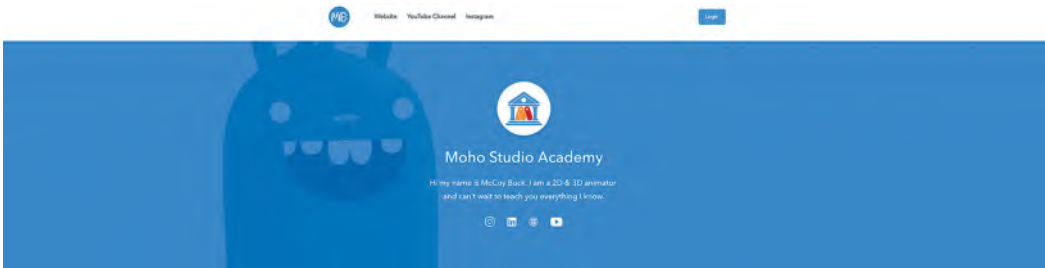 MB
Website YouTube Channel Instagram
Login
Moho Studio Academy
Hi my name is McCoy Buck. I am a 2D & 3D animator
and can't wait to teach you everything I know.